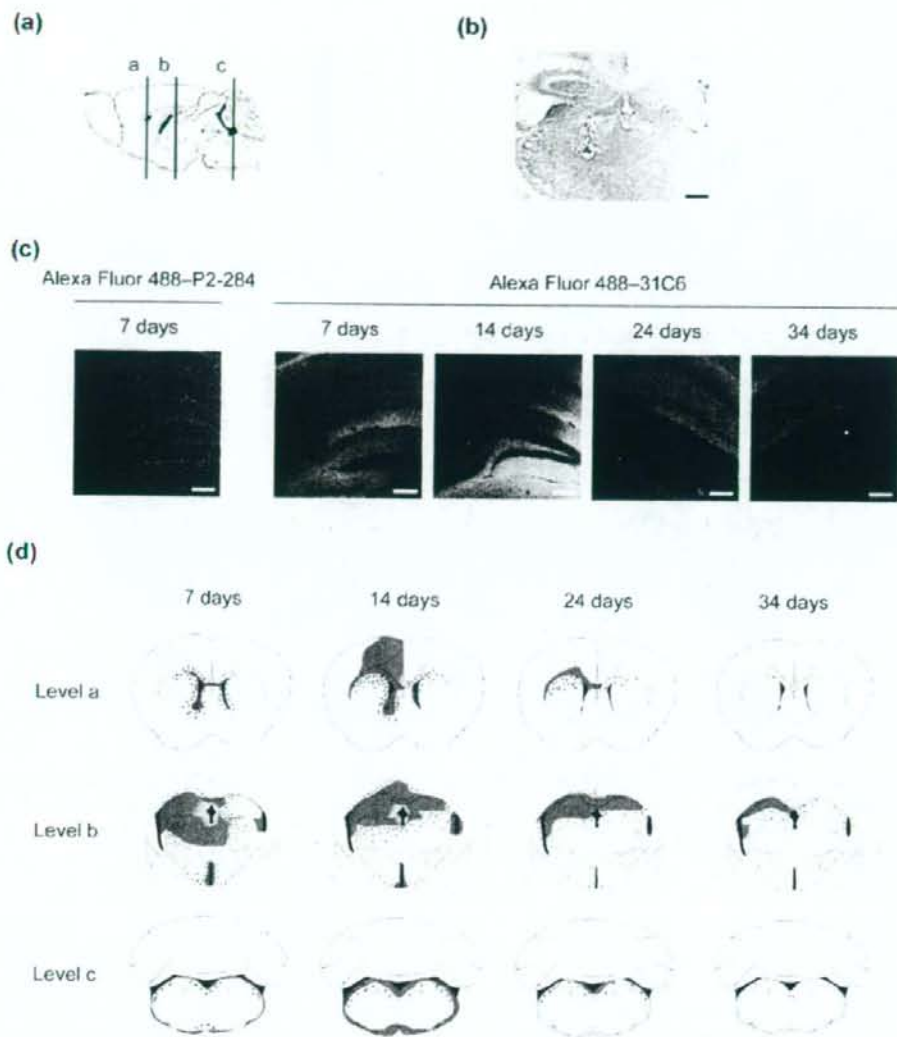 (a)
(b)
a b c
(c)
Alexa Fluor 488–P2-284
Alexa Fluor 488–31C6
7 days
7 days
14 days
24 days
34 days
(d)
7 days
14 days
24 days
34 days
Level a
Level b
Level c